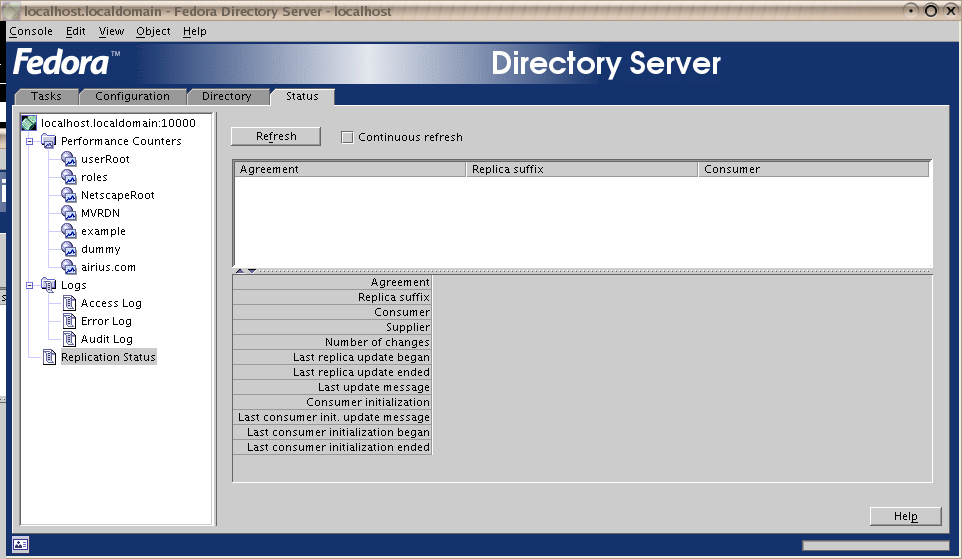 localhost.localdomain - Fedora Directory Server - localhost
Console Edit View Object Help
Fedora™ Directory Server
Tasks Configuration Directory Status
localhost.localdomain:10000
Performance Counters
userRoot
roles
NetscapeRoot
MVRDN
example
dummy
airius.com
Logs
Access Log
Error Log
Audit Log
Replication Status
Refresh Continuous refresh
Agreement Replica suffix Consumer
Agreement
Replica suffix
Consumer
Supplier
Number of changes
Last replica update began
Last replica update ended
Last update message
Consumer initialization
Last consumer init. update message
Last consumer initialization began
Last consumer initialization ended
Help